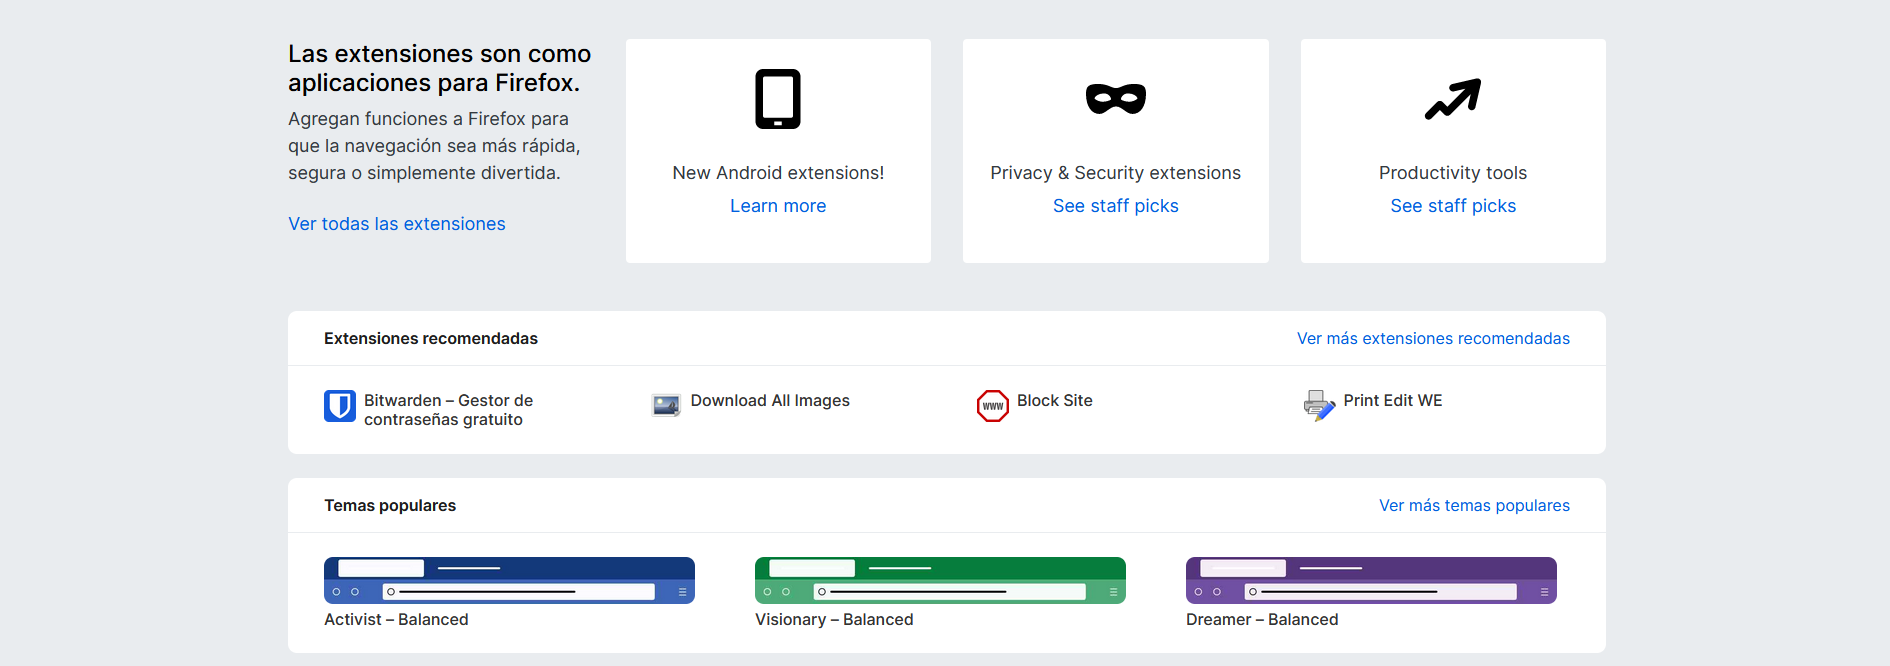 Las extensiones son como
aplicaciones para Firefox.
Agregan funciones a Firefox para
que la navegación sea más rápida,
segura o simplemente divertida.
Ver todas las extensiones
New Android extensions!
Learn more
Privacy & Security extensions
See staff picks
Productivity tools
See staff picks
Extensiones recomendadas
Ver más extensiones recomendadas
Bitwarden – Gestor de
contraseñas gratuito
Download All Images
www
Block Site
Print Edit WE
Temas populares
Ver más temas populares
Activist – Balanced
Visionary – Balanced
Dreamer – Balanced